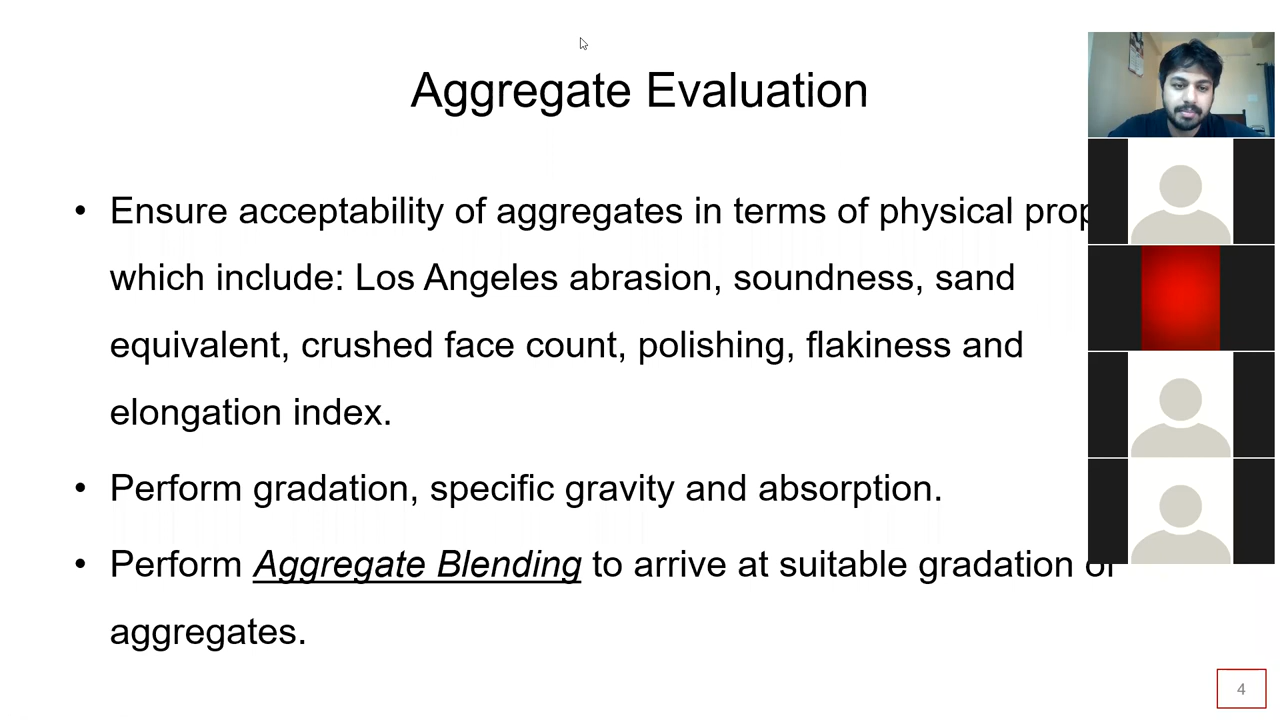 Aggregate Evaluation
• Ensure acceptability of aggregates in terms of physical
which include: Los Angeles abrasion, soundness, sand
equivalent, crushed face count, polishing, flakiness and
elongation index.
• Perform gradation, specific gravity and absorption.
• Perform Aggregate Blending to arrive at suitable gradation of
aggregates.
4